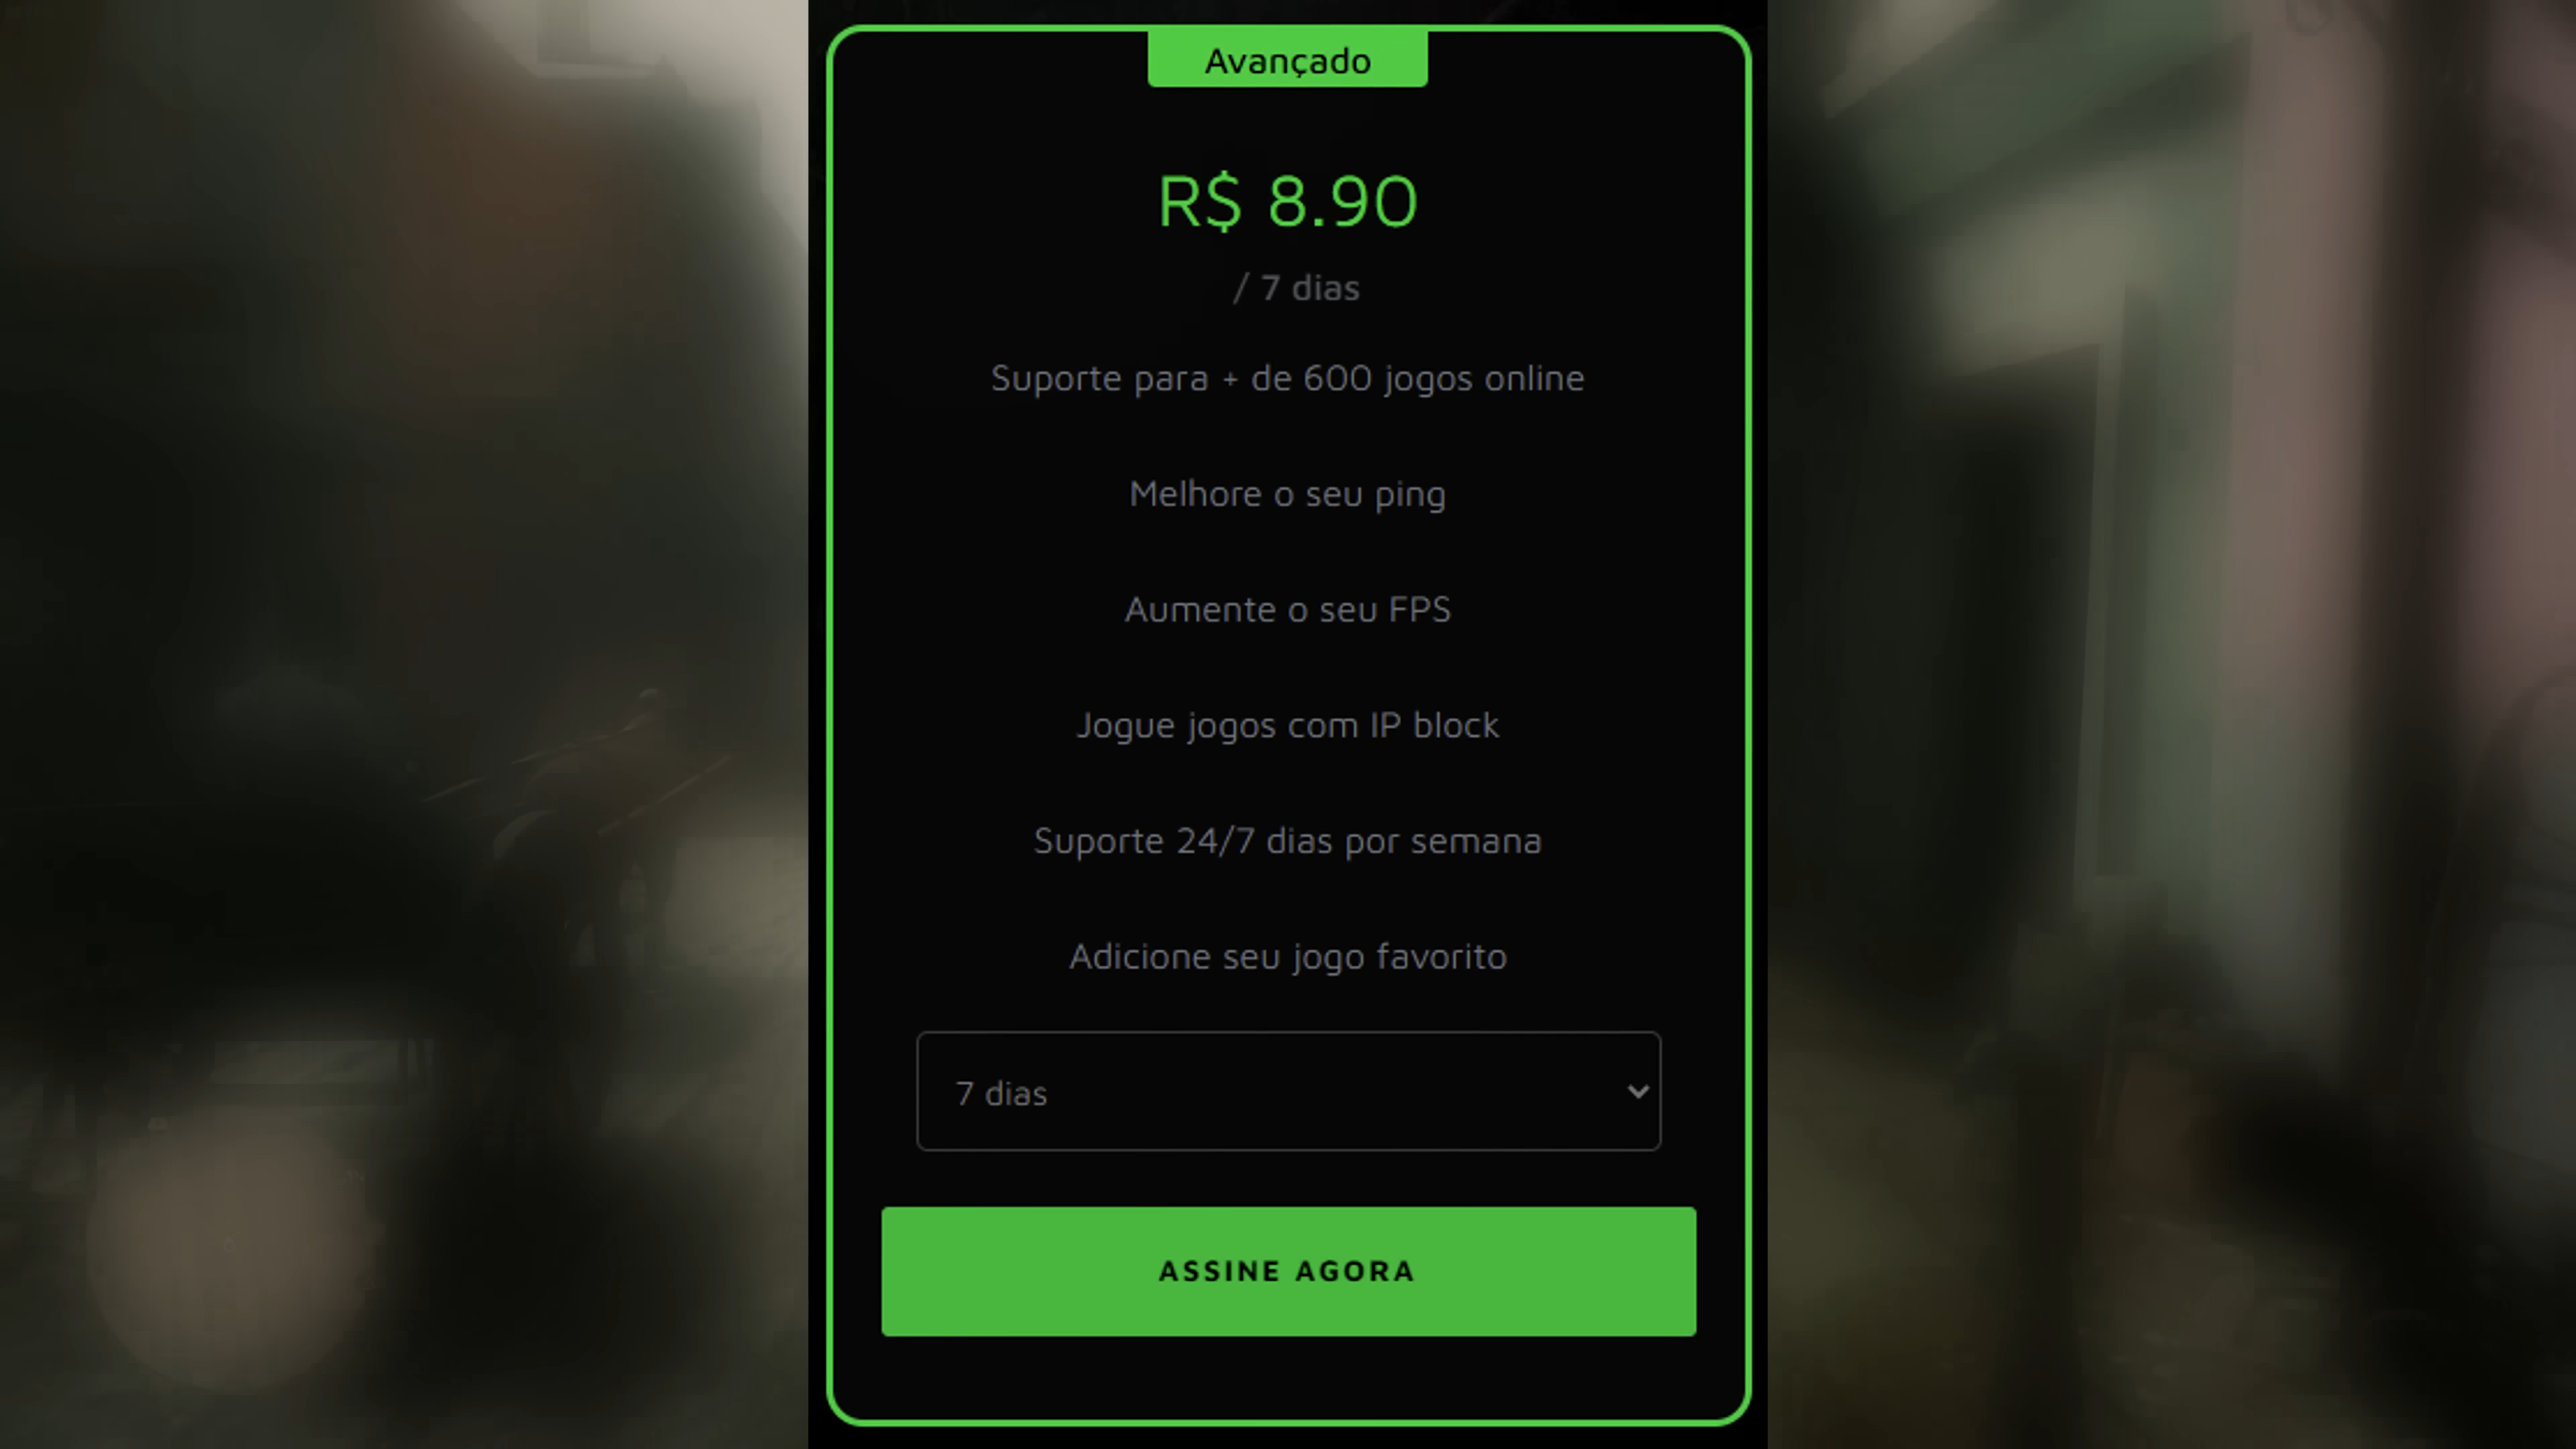 Avançado
R$ 8.90
/ 7 dias
Suporte para + de 600 jogos online
Melhore o seu ping
Aumente o seu FPS
Jogue jogos com IP block
Suporte 24/7 dias por semana
Adicione seu jogo favorito
7 dias
ASSINE AGORA